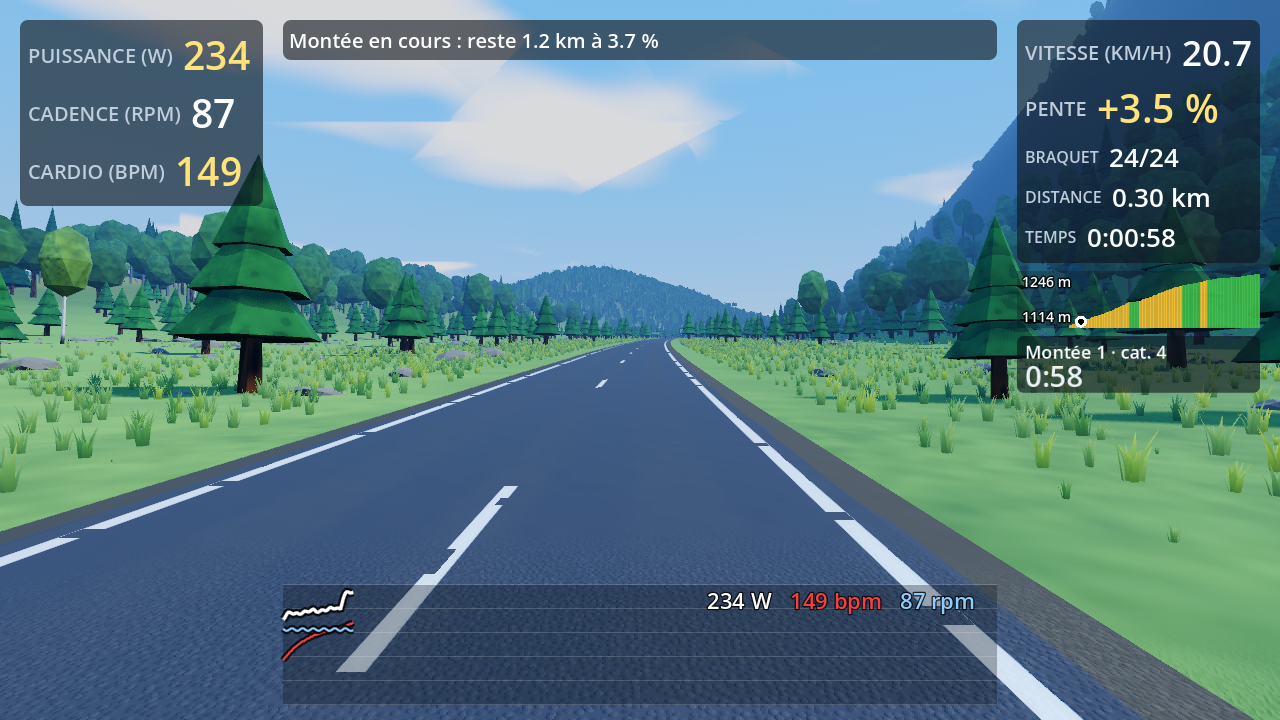 PUISSANCE (W) 234
CADENCE (RPM) 87
CARDIO (BPM) 149
Montée en cours : reste 1.2 km à 3.7 %
VITESSE (KM/H) 20.7
PENTE +3.5 %
BRAQUET 24/24
DISTANCE 0.30 km
TEMPS 0:00:58
1246 m
1114 m
Montée 1 · cat. 4
0:58
234 W 149 bpm 87 rpm